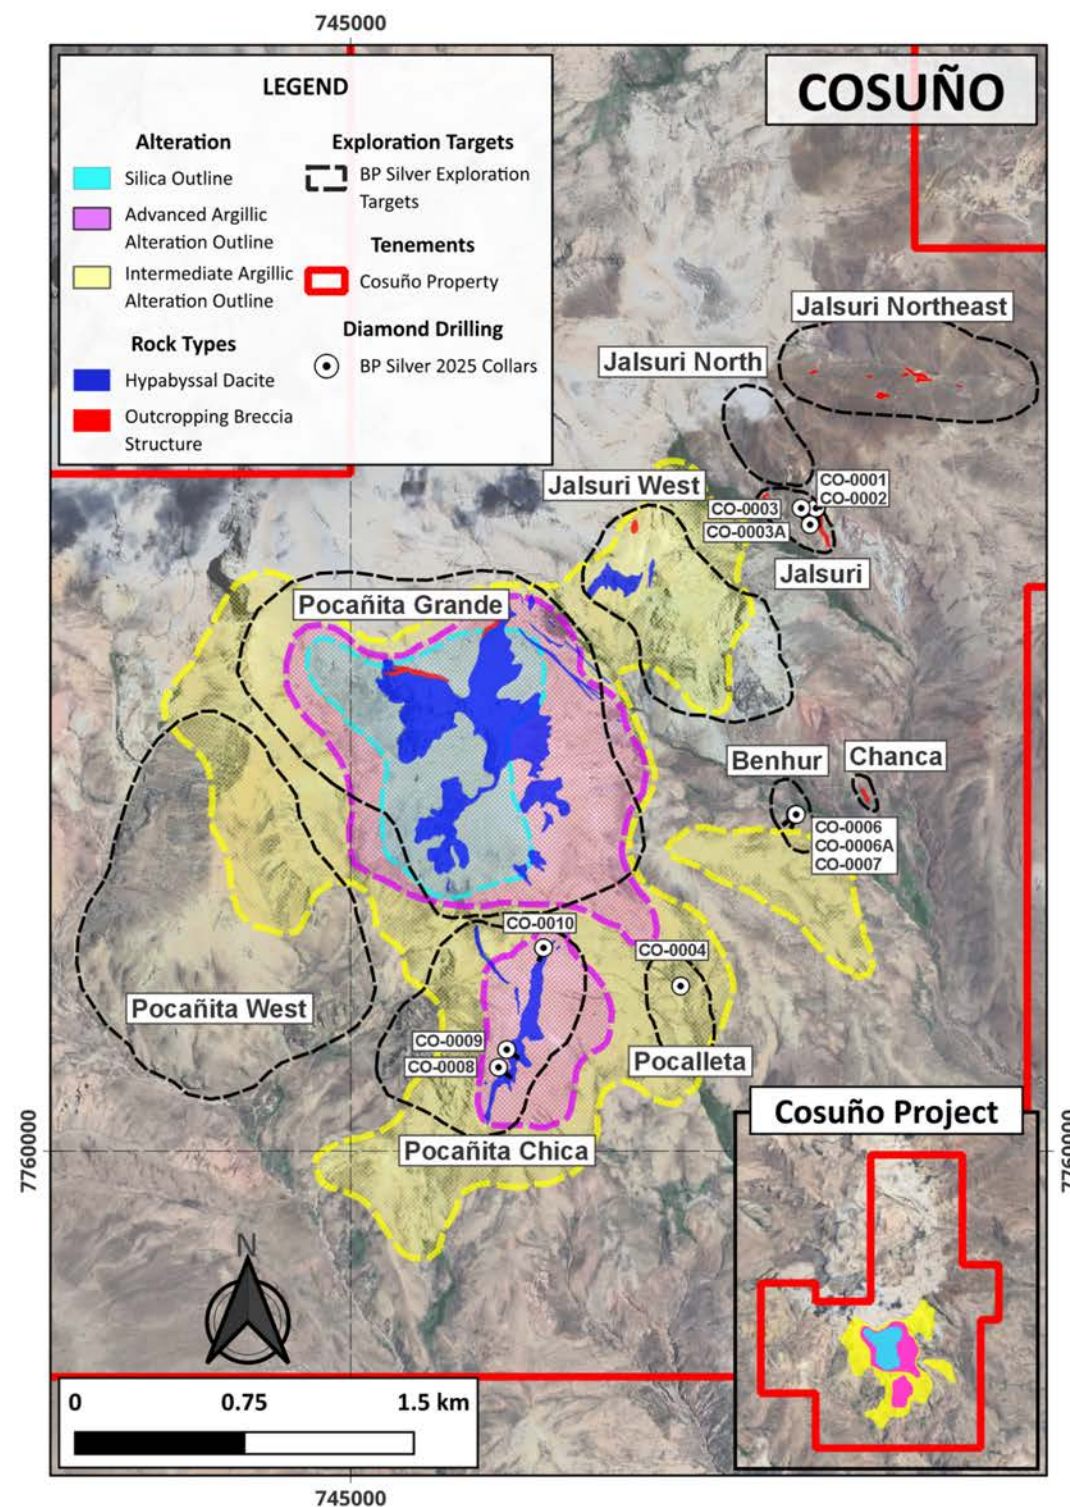 745000
COSUÑO
LEGEND
Alteration
Silica Outline
Advanced Argillic
Alteration Outline
Intermediate Argillic
Alteration Outline
Rock Types
Hypabyssal Dacite
Outcropping Breccia
Structure
Exploration Targets
BP Silver Exploration
Targets
Tenements
Cosuño Property
Diamond Drilling
BP Silver 2025 Collars
Jalsuri Northeast
Jalsuri North
Jalsuri West
CO-0001
CO-0002
CO-0003
CO-0003A
Jalsuri
Pocañita Grande
Benhur
Chanca
CO-0006
CO-0006A
CO-0007
CO-0010
CO-0004
Pocañita West
CO-0009
CO-0008
Pocalleta
Pocañita Chica
7760000
7760000
Cosuño Project
N
0
0.75
1.5 km
745000